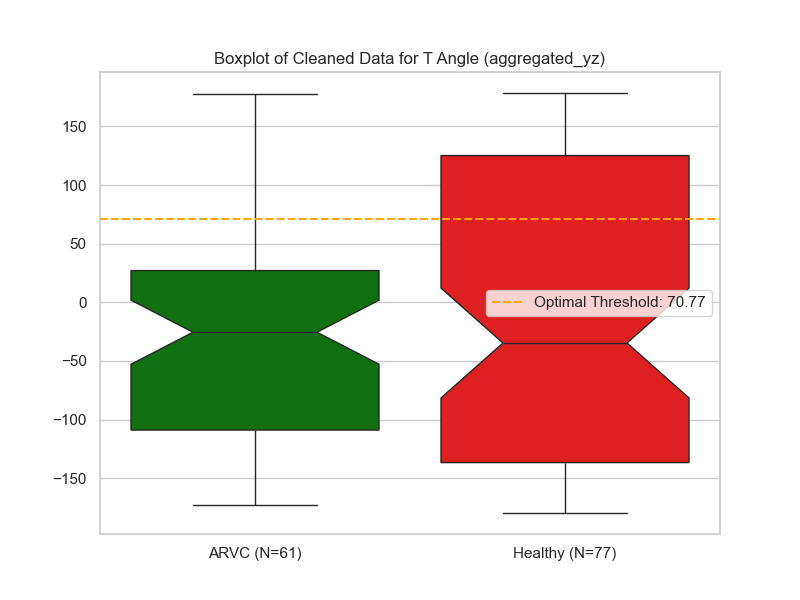 Boxplot of Cleaned Data for T Angle (aggregated_yz)
150
100
50
0
−50
−100
−150
Optimal Threshold: 70.77
ARVC (N=61)
Healthy (N=77)